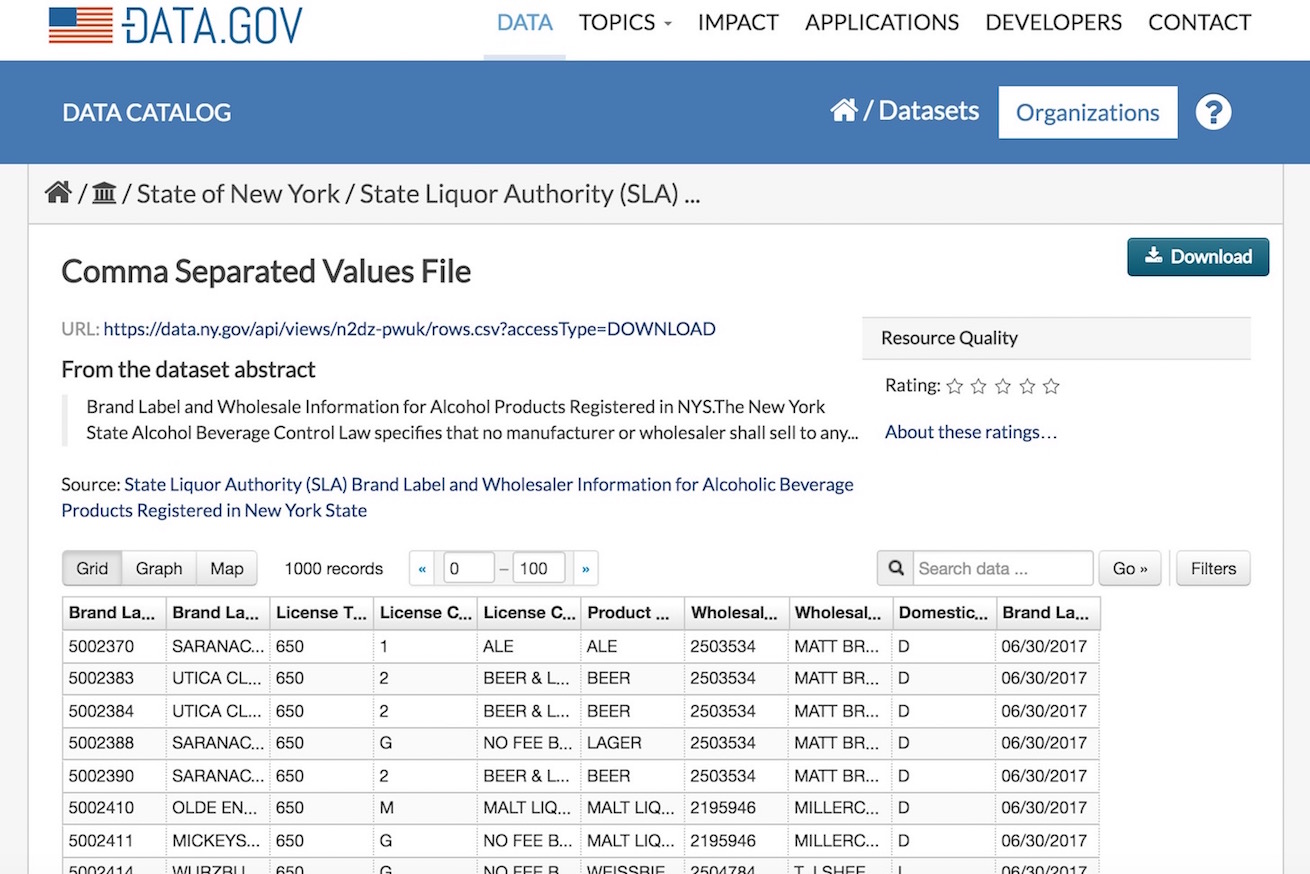 DATA.GOV
DATA TOPICS IMPACT APPLICATIONS DEVELOPERS CONTACT
DATA CATALOG
/ Datasets Organizations ?
/ / State of New York / State Liquor Authority (SLA) ...
Download
Comma Separated Values File
URL: https://data.ny.gov/api/views/n2dz-pwuk/rows.csv?accessType=DOWNLOAD
From the dataset abstract
Brand Label and Wholesale Information for Alcohol Products Registered in NYS.The New York
State Alcohol Beverage Control Law specifies that no manufacturer or wholesaler shall sell to any...
Resource Quality
Rating:
About these ratings…
Source: State Liquor Authority (SLA) Brand Label and Wholesaler Information for Alcoholic Beverage
Products Registered in New York State
Grid Graph Map 1000 records « 0 – 100 » Search data ... Go » Filters
Brand La... Brand La... License T... License C... License C... Product ... Wholesal... Wholesal... Domestic... Brand La...
5002370 SARANAC... 650 1 ALE ALE 2503534 MATT BR... D 06/30/2017
5002383 UTICA CL... 650 2 BEER & L... BEER 2503534 MATT BR... D 06/30/2017
5002384 UTICA CL... 650 2 BEER & L... BEER 2503534 MATT BR... D 06/30/2017
5002388 SARANAC... 650 G NO FEE B... LAGER 2503534 MATT BR... D 06/30/2017
5002390 SARANAC... 650 2 BEER & L... BEER 2503534 MATT BR... D 06/30/2017
5002410 OLDE EN... 650 M MALT LIQ... MALT LIQ... 2195946 MILLERC... D 06/30/2017
5002411 MICKEYS... 650 G NO FEE B... MALT LIQ... 2195946 MILLERC... D 06/30/2017
5002414 WURZBU... 650 G NO FEE B... WEISSBIE... 2504784 T J SHEE... I 06/30/2017